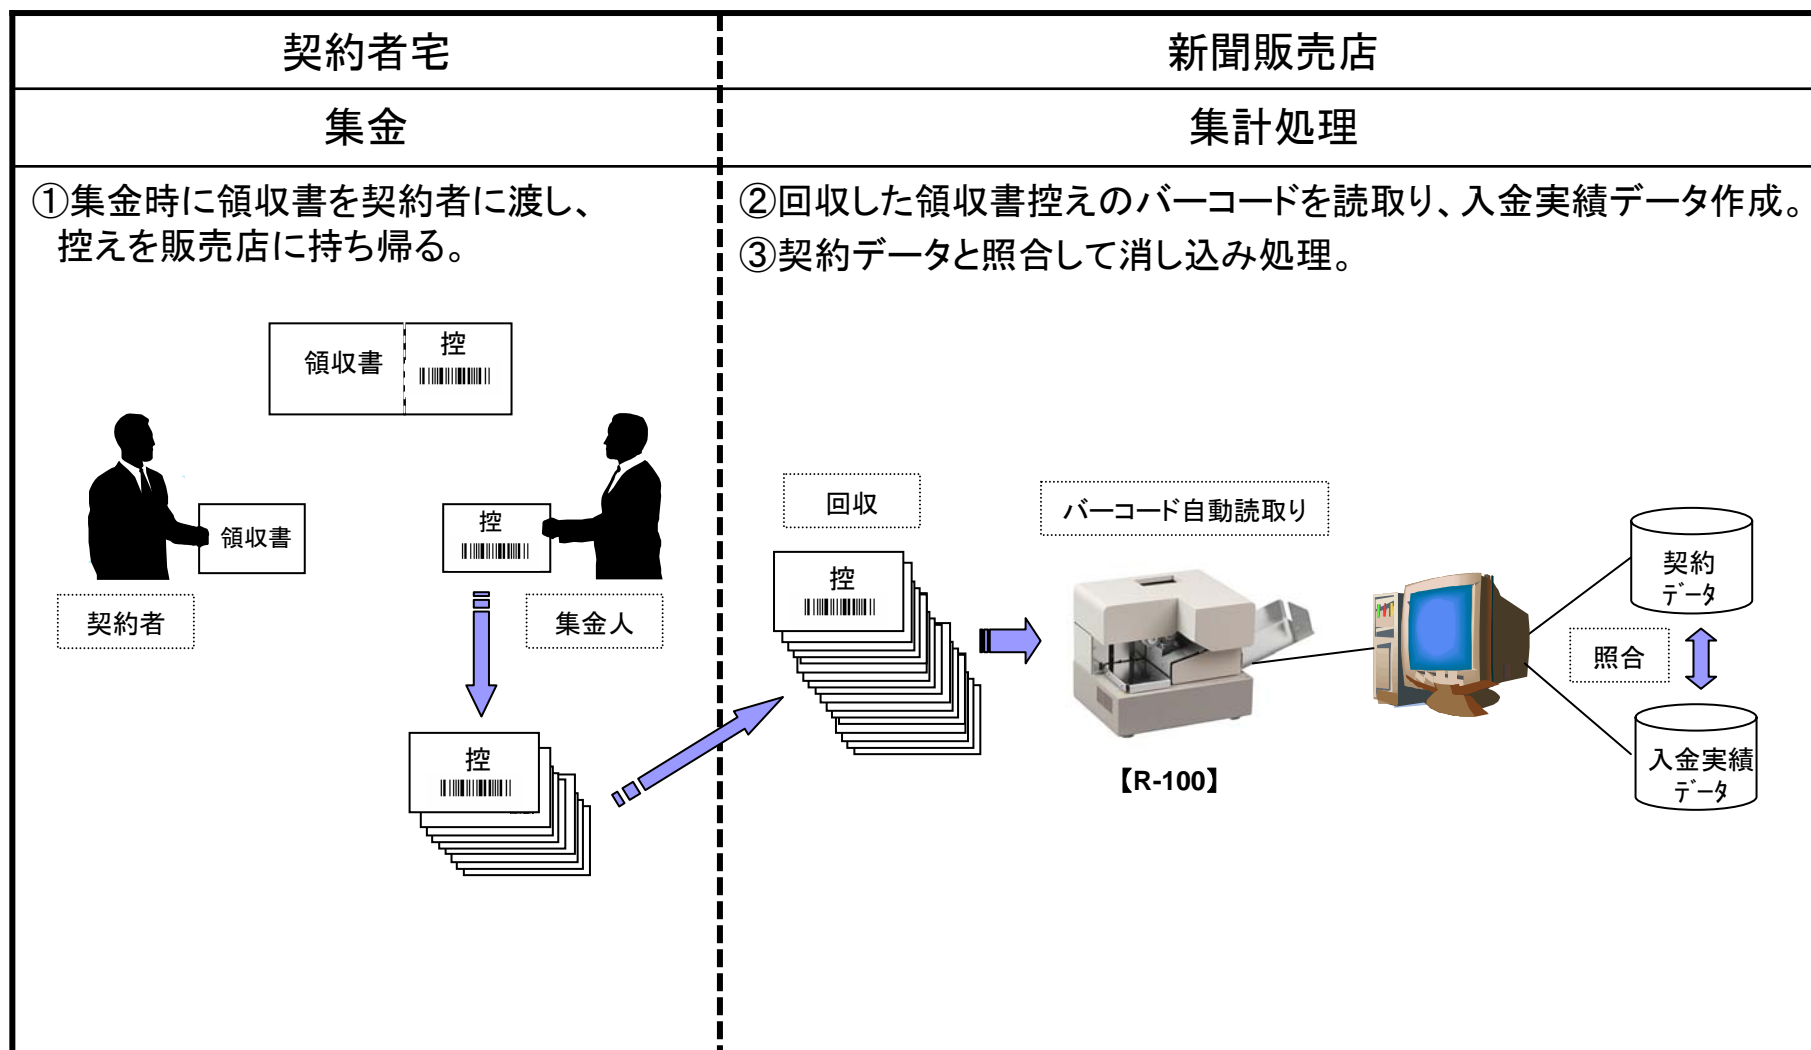 契約者宅
新聞販売店
集金
集計処理
①集金時に領収書を契約者に渡し、
控えを販売店に持ち帰る。
②回収した領収書控えのバーコードを読取り、入金実績データ作成。
③契約データと照合して消し込み処理。
領収書
控
領収書
控
契約者
集金人
控
回収
控
バーコード自動読取り
【R-100】
契約
データ
照合
入金実績
データ